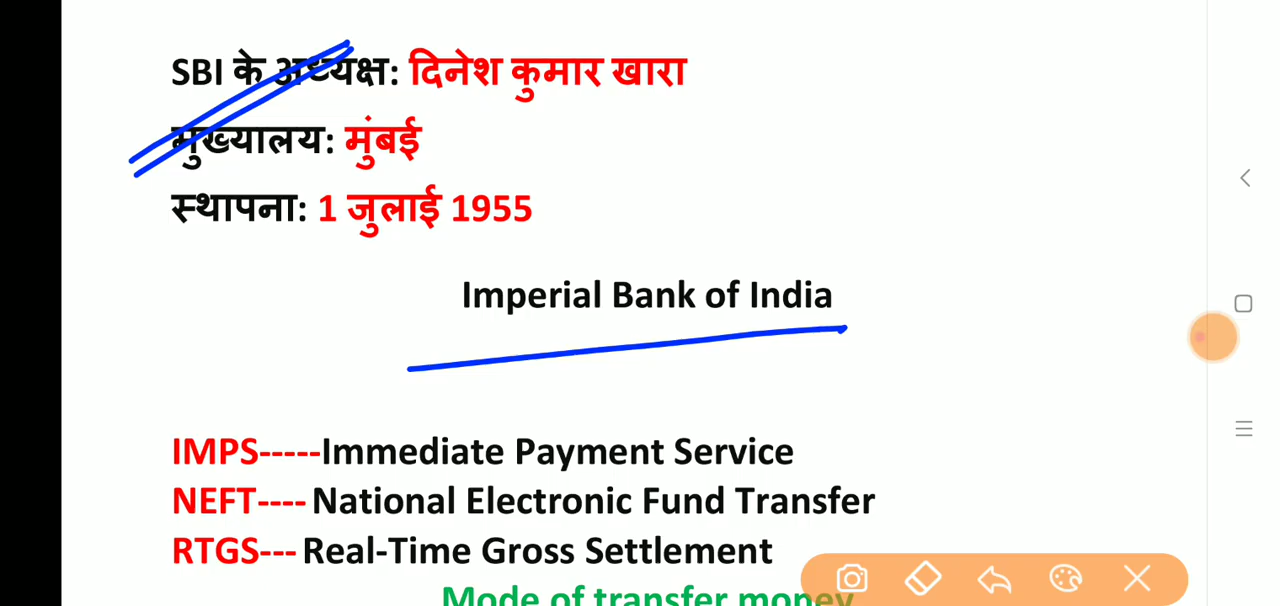 SBI के अध्यक्ष: दिनेश कुमार खारा
मुख्यालय: मुंबई
स्थापना: 1 जुलाई 1955
Imperial Bank of India
IMPS-----Immediate Payment Service
NEFT---- National Electronic Fund Transfer
RTGS--- Real-Time Gross Settlement
Mode of transfer money